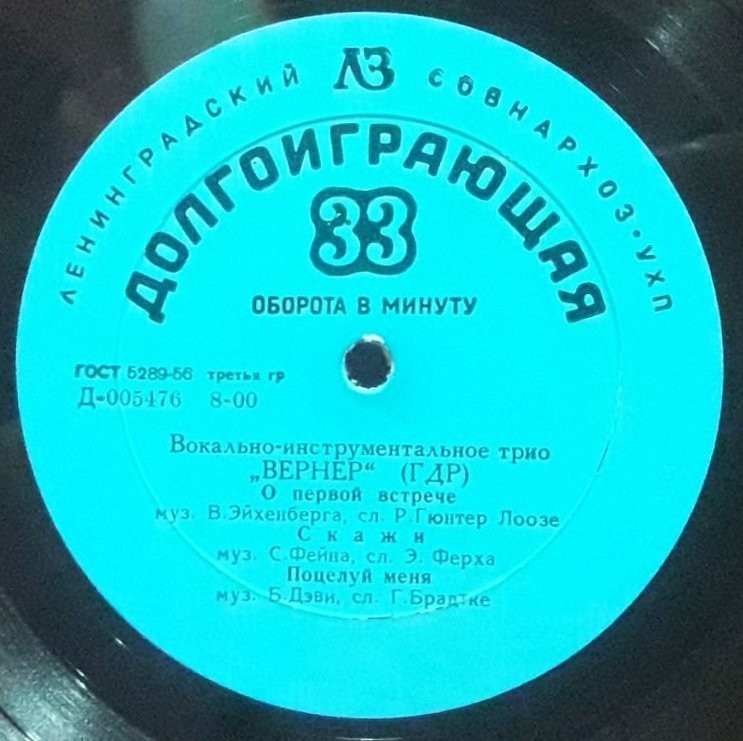 ЛЕНИНГРАДСКИЙ ЛЗ СОВНАРХОЗ·УХП
ДОЛГОИГРАЮЩАЯ
33
ОБОРОТА В МИНУТУ
ГОСТ 5289-56 третья гр
Д-005476 8-00
Вокально-инструментальное трио
„ВЕРНЕР“ (ГДР)
О первой встрече
муз. В.Эйхенберга, сл. Р.Гюнтер Лоозе
Скажи
муз. С.Фейна, сл. Э. Ферха
Поцелуй меня
муз. Б.Дэви, сл. Г.Брадтке